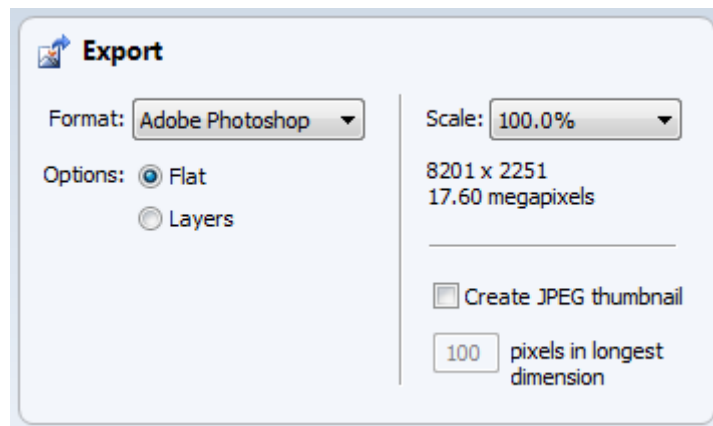 Export
Format: Adobe Photoshop
Options: Flat
Layers
Scale: 100.0%
8201 x 2251
17.60 megapixels
Create JPEG thumbnail
100 pixels in longest
dimension